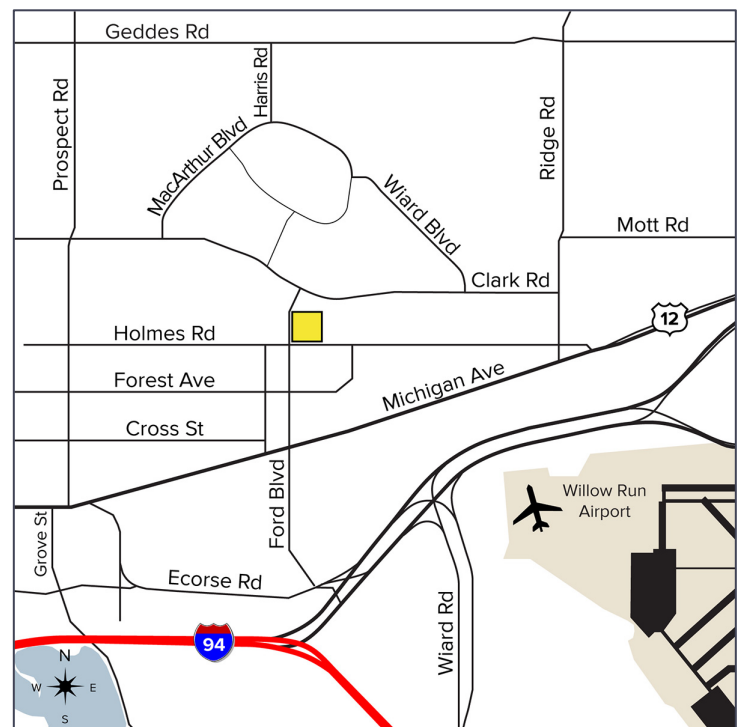 Geddes Rd
Harris Rd
Prospect Rd
Ridge Rd
MacArthur Blvd
Wiard Blvd
Mott Rd
Clark Rd
12
Holmes Rd
Forest Ave
Michigan Ave
Cross St
Ford Blvd
Willow Run
Airport
Grove St
Ecorse Rd
Wiard Rd
94
N
W E
S